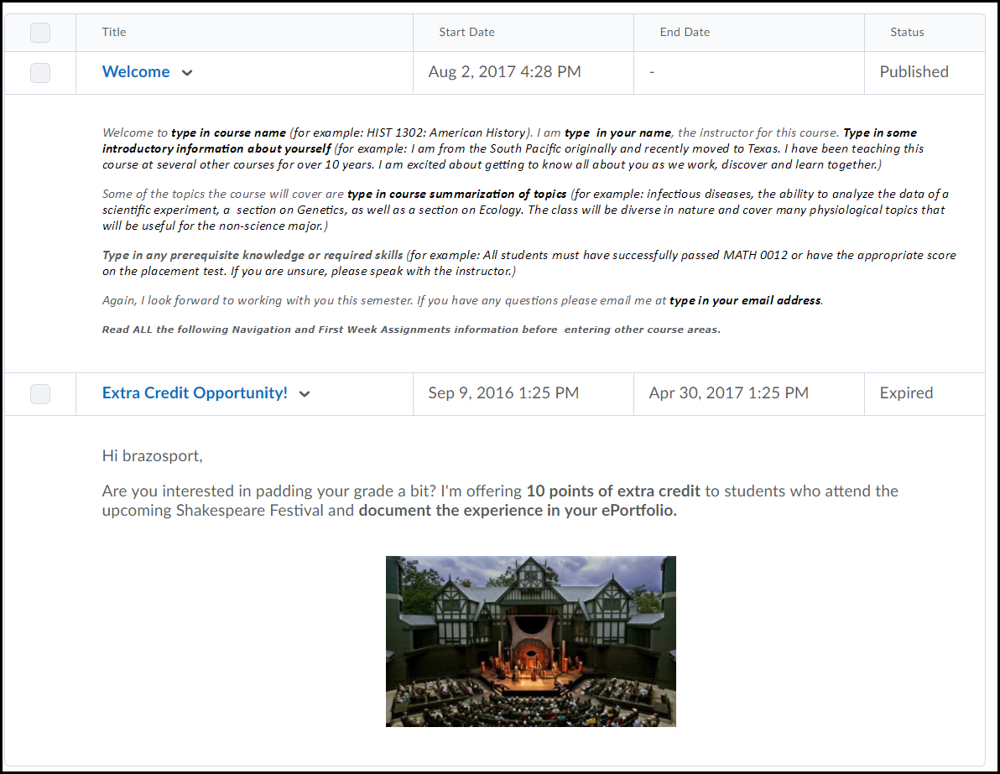 Title Start Date End Date Status
Welcome Aug 2, 2017 4:28 PM - Published
Welcome to type in course name (for example: HIST 1302: American History). I am type in your name, the instructor for this course. Type in some
introductory information about yourself (for example: I am from the South Pacific originally and recently moved to Texas. I have been teaching this
course at several other courses for over 10 years. I am excited about getting to know all about you as we work, discover and learn together.)
Some of the topics the course will cover are type in course summarization of topics (for example: infectious diseases, the ability to analyze the data of a
scientific experiment, a section on Genetics, as well as a section on Ecology. The class will be diverse in nature and cover many physiological topics that
will be useful for the non-science major.)
Type in any prerequisite knowledge or required skills (for example: All students must have successfully passed MATH 0012 or have the appropriate score
on the placement test. If you are unsure, please speak with the instructor.)
Again, I look forward to working with you this semester. If you have any questions please email me at type in your email address.
Read ALL the following Navigation and First Week Assignments information before entering other course areas.
Extra Credit Opportunity! Sep 9, 2016 1:25 PM Apr 30, 2017 1:25 PM Expired
Hi brazosport,
Are you interested in padding your grade a bit? I'm offering 10 points of extra credit to students who attend the
upcoming Shakespeare Festival and document the experience in your ePortfolio.